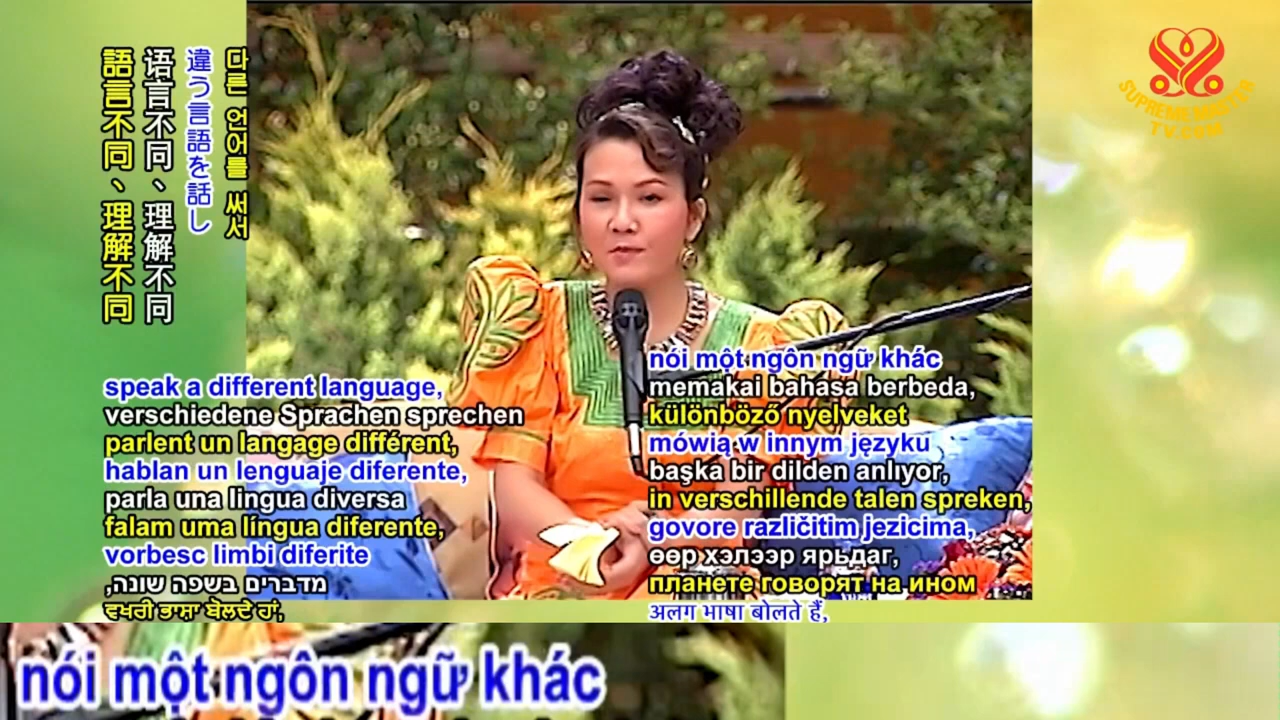 다른 언어를 써서
違う言語を話し
语言不同、理解不同
語言不同、理解不同
SUPREME MASTER
TV.COM
speak a different language,
verschiedene Sprachen sprechen
parlent un langage différent,
hablan un lenguaje diferente,
parla una lingua diversa
falam uma língua diferente,
vorbesc limbi diferite
מדברים בשפה שונה,
ਵਖਰੀ ਭਾਸ਼ਾ ਬੋਲਦੇ ਹਾਂ,
nói một ngôn ngữ khác
memakai bahasa berbeda,
különböző nyelveket
mówią w innym języku
başka bir dilden anlıyor,
in verschillende talen spreken,
govore različitim jezicima,
өөр хэлээр ярьдаг,
планете говорят на ином
अलग भाषा बोलते हैं,
nói một ngôn ngữ khác